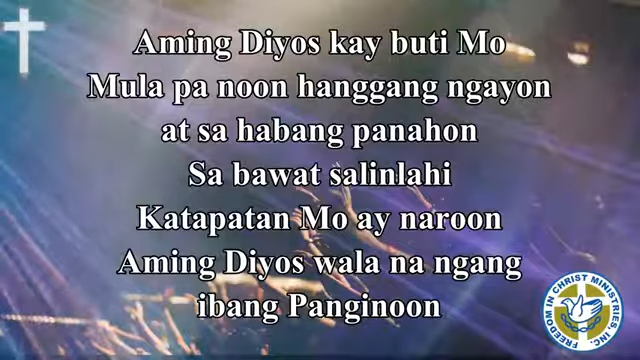 Aming Diyos kay buti Mo
Mula pa noon hanggang ngayon
at sa habang panahon
Sa bawat salinlahi
Katapatan Mo ay naroon
Aming Diyos wala na ngang
ibang Panginoon
FREEDOM IN CHRIST MINISTRIES, INC.